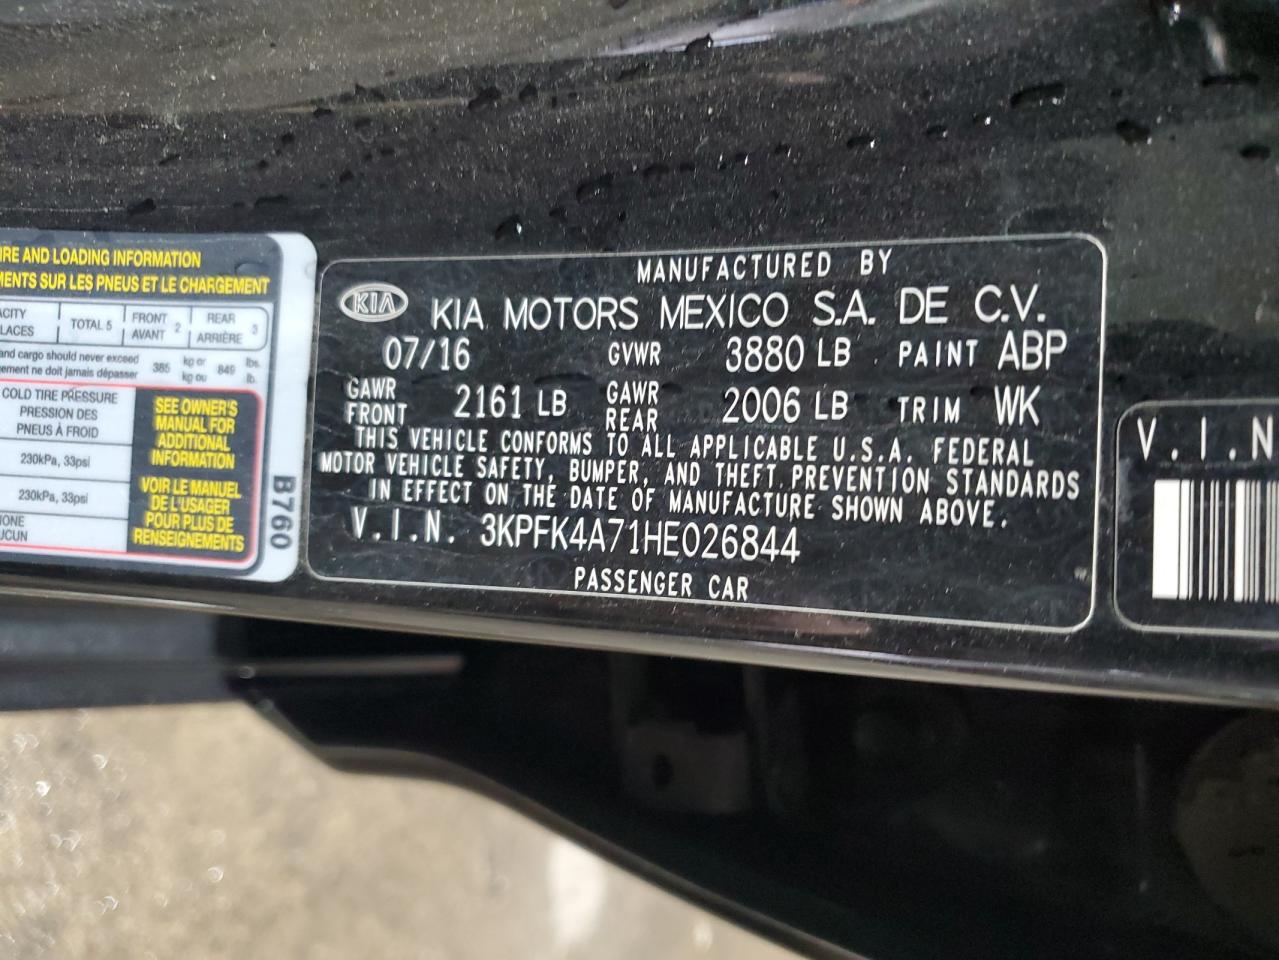 IRE AND LOADING INFORMATION
MENTS SUR LES PNEUS ET LE CHARGEMENT
TOTAL 5
FRONT 2
AVANT
REAR 3
ARRIÈRE
and cargo should never exceed 385 kg or 849 lbs.
gement ne doit jamais dépasser kg ou lb.
COLD TIRE PRESSURE
PRESSION DES
PNEUS À FROID
230kPa, 33psi
230kPa, 33psi
SEE OWNER'S
MANUAL FOR
ADDITIONAL
INFORMATION
VOIR LE MANUEL
DE L'USAGER
POUR PLUS DE
RENSEIGNEMENTS
B760
MANUFACTURED BY
KIA KIA MOTORS MEXICO S.A. DE C.V.
07/16 GVWR 3880 LB PAINT ABP
GAWR FRONT 2161 LB GAWR REAR 2006 LB TRIM WK
THIS VEHICLE CONFORMS TO ALL APPLICABLE U.S.A. FEDERAL
MOTOR VEHICLE SAFETY, BUMPER, AND THEFT PREVENTION STANDARDS
IN EFFECT ON THE DATE OF MANUFACTURE SHOWN ABOVE.
V.I.N. 3KPFK4A71HE026844
PASSENGER CAR
V.I.N